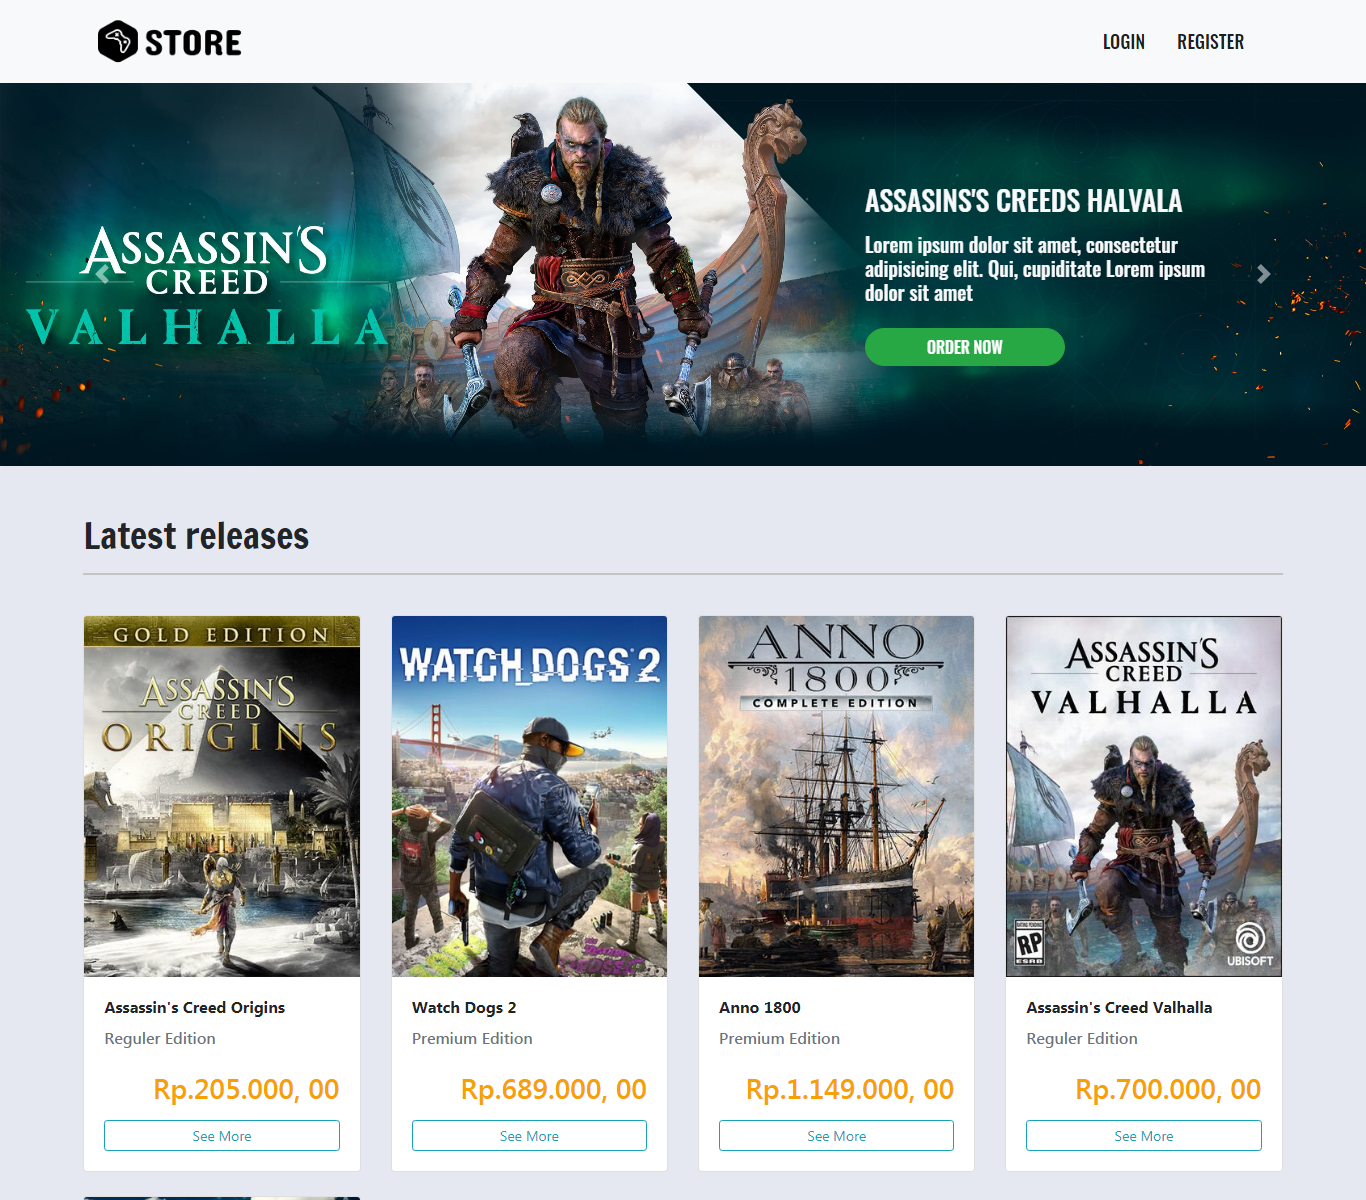 STORE
LOGIN REGISTER
ASSASSIN'S
CREED
VALHALLA
ASSASINS'S CREEDS HALVALA
Lorem ipsum dolor sit amet, consectetur
adipisicing elit. Qui, cupiditate Lorem ipsum
dolor sit amet
ORDER NOW
Latest releases
GOLD EDITION
ASSASSIN'S
CREED
ORIGINS
WATCH_DOGS 2
ANNO
1800
COMPLETE EDITION
ASSASSIN'S
CREED
VALHALLA
RATING PENDING
RP
ESRB
UBISOFT
Assassin's Creed Origins
Reguler Edition
Rp.205.000, 00
See More
Watch Dogs 2
Premium Edition
Rp.689.000, 00
See More
Anno 1800
Premium Edition
Rp.1.149.000, 00
See More
Assassin's Creed Valhalla
Reguler Edition
Rp.700.000, 00
See More